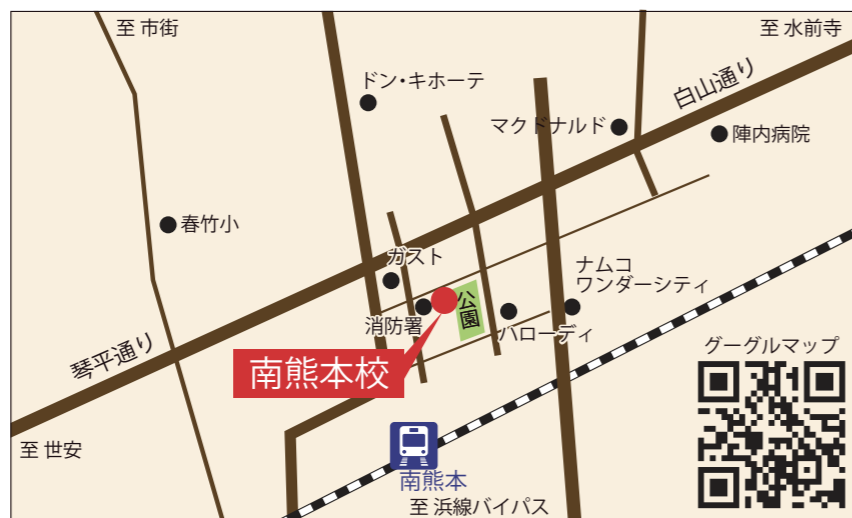 至 市街
至 水前寺
ドン・キホーテ
白山通り
マクドナルド
陣内病院
春竹小
ガスト
ナムコ
ワンダーシティ
公園
消防署
ハローディ
琴平通り
グーグルマップ
南熊本校
至 世安
南熊本
至 浜線バイパス